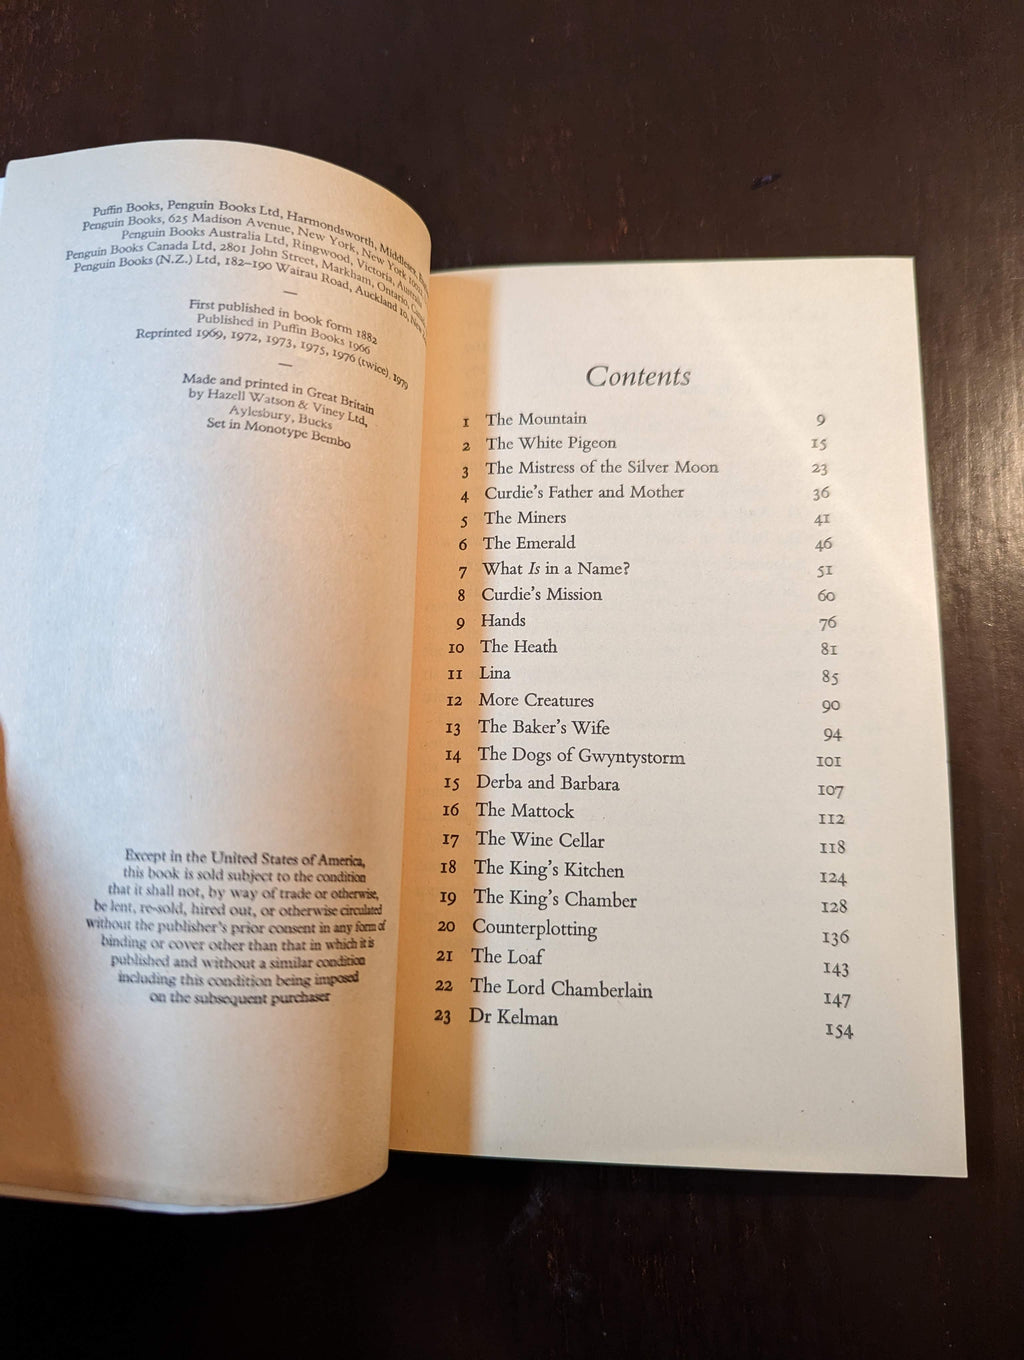 Puffin Books, Penguin Books Ltd, Harmondsworth, Middlesex,
Penguin Books, 625 Madison Avenue, New York, New York
Penguin Books Australia Ltd, Ringwood, Victoria,
Penguin Books Canada Ltd, 2801 John Street, Markham, Ontario,
Penguin Books (N.Z.) Ltd, 182–190 Wairau Road, Auckland 10,
—
First published in book form 1882
Published in Puffin Books 1966
Reprinted 1969, 1972, 1973, 1975, 1976 (twice), 1979
—
Made and printed in Great Britain
by Hazell Watson & Viney Ltd,
Aylesbury, Bucks
Set in Monotype Bembo
Except in the United States of America,
this book is sold subject to the condition
that it shall not, by way of trade or otherwise,
be lent, re-sold, hired out, or otherwise circulated
without the publisher's prior consent in any form of
binding or cover other than that in which it is
published and without a similar condition
including this condition being imposed
on the subsequent purchaser
Contents
1 The Mountain 9
2 The White Pigeon 15
3 The Mistress of the Silver Moon 23
4 Curdie's Father and Mother 36
5 The Miners 41
6 The Emerald 46
7 What Is in a Name? 51
8 Curdie's Mission 60
9 Hands 76
10 The Heath 81
11 Lina 85
12 More Creatures 90
13 The Baker's Wife 94
14 The Dogs of Gwyntystorm 101
15 Derba and Barbara 107
16 The Mattock 112
17 The Wine Cellar 118
18 The King's Kitchen 124
19 The King's Chamber 128
20 Counterplotting 136
21 The Loaf 143
22 The Lord Chamberlain 147
23 Dr Kelman 154